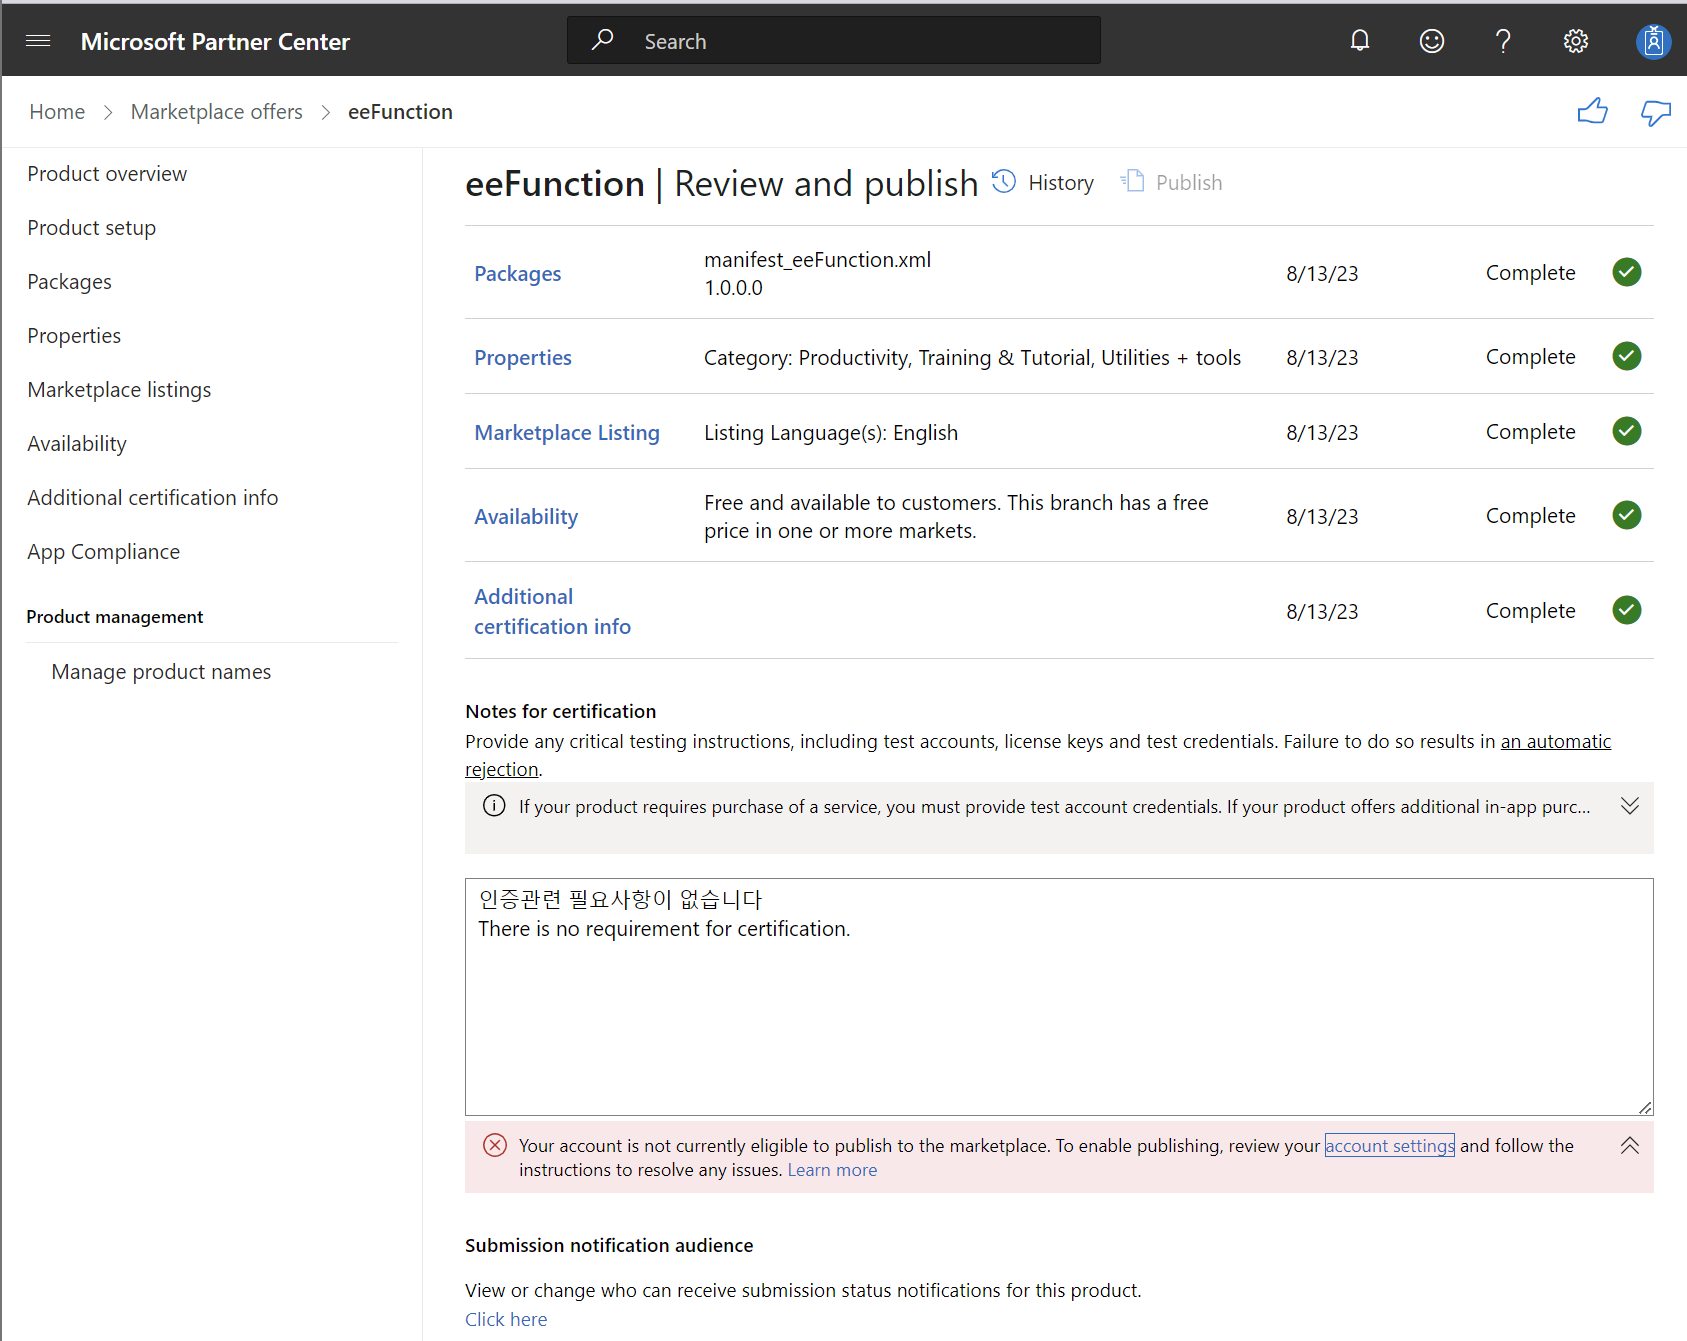 Microsoft Partner Center
Search
Home
Marketplace offers
eeFunction
Product overview
Product setup
Packages
Properties
Marketplace listings
Availability
Additional certification info
App Compliance
Product management
Manage product names
eeFunction | Review and publish
History
Publish
Packages
manifest_eeFunction.xml
1.0.0.0
8/13/23
Complete
Properties
Category: Productivity, Training & Tutorial, Utilities + tools
8/13/23
Complete
Marketplace Listing
Listing Language(s): English
8/13/23
Complete
Availability
Free and available to customers. This branch has a free
price in one or more markets.
8/13/23
Complete
Additional
certification info
8/13/23
Complete
Notes for certification
Provide any critical testing instructions, including test accounts, license keys and test credentials. Failure to do so results in an automatic
rejection.
If your product requires purchase of a service, you must provide test account credentials. If your product offers additional in-app purc...
인증관련 필요사항이 없습니다
There is no requirement for certification.
Your account is not currently eligible to publish to the marketplace. To enable publishing, review your account settings and follow the
instructions to resolve any issues. Learn more
Submission notification audience
View or change who can receive submission status notifications for this product.
Click here